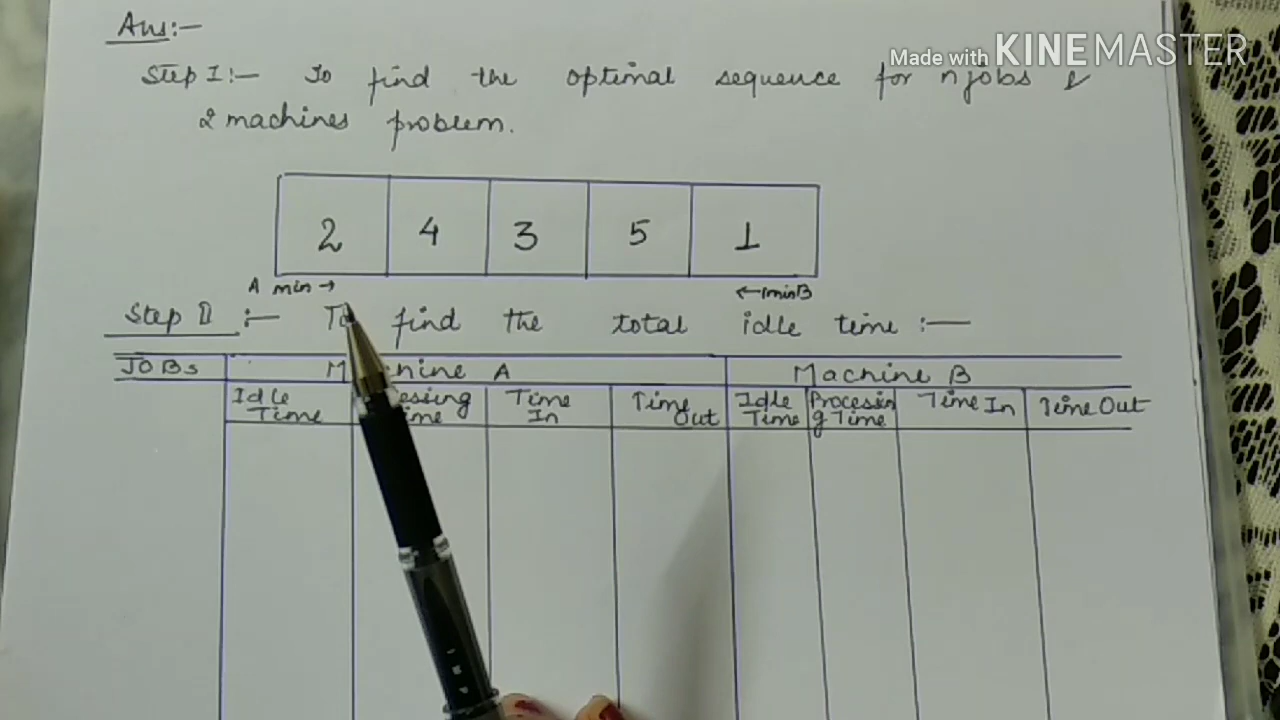 Made with KINEMASTER
Ans:-
Step I:- To find the optimal sequence for n jobs &
2 machines problem.
2 4 3 5 1
A min → ← min B
Step II :- To find the total idle time :-
JOBs Machine A Machine B
Idle Time Time In Time Out Idle Time Processing Time Time In Time Out